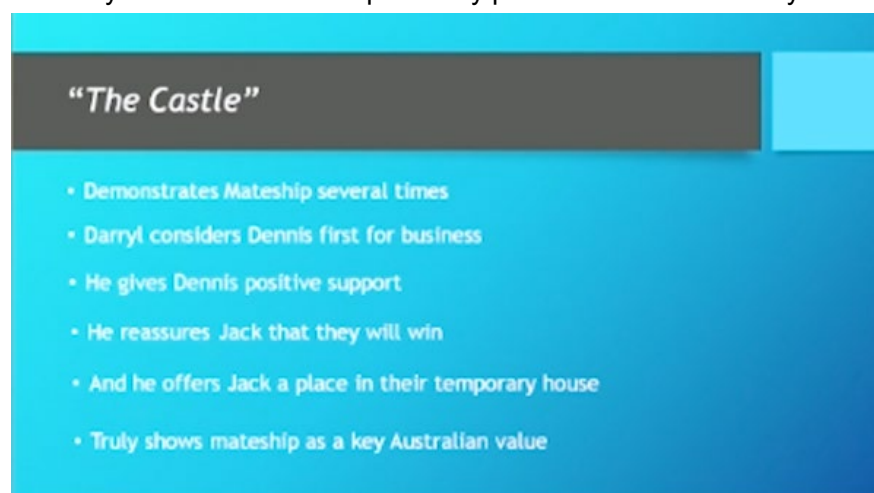 “The Castle”
• Demonstrates Mateship several times
• Darryl considers Dennis first for business
• He gives Dennis positive support
• He reassures Jack that they will win
• And he offers Jack a place in their temporary house
• Truly shows mateship as a key Australian value